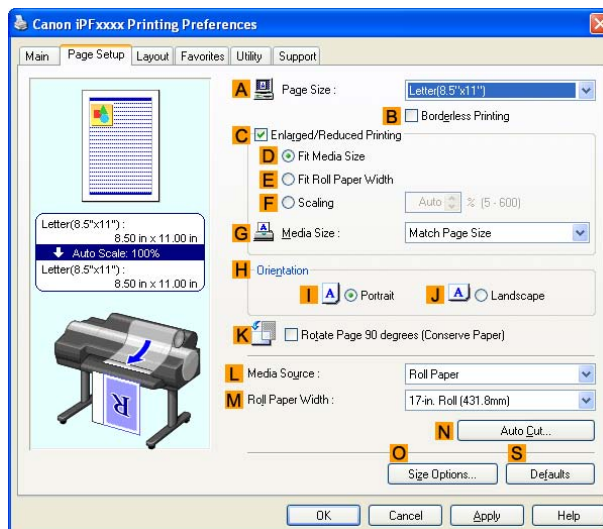 Canon iPFxxxx Printing Preferences
Main Page Setup Layout Favorites Utility Support
A Page Size : Letter(8.5"x11")
B Borderless Printing
C Enlarged/Reduced Printing
D Fit Media Size
E Fit Roll Paper Width
F Scaling Auto % (5 - 600)
G Media Size : Match Page Size
Letter(8.5"x11") :
8.50 in x 11.00 in
Auto Scale: 100%
Letter(8.5"x11") :
8.50 in x 11.00 in
H Orientation
I A Portrait J A Landscape
K Rotate Page 90 degrees (Conserve Paper)
R
L Media Source : Roll Paper
M Roll Paper Width : 17-in. Roll (431.8mm)
N Auto Cut...
O S
Size Options... Defaults
OK Cancel Apply Help